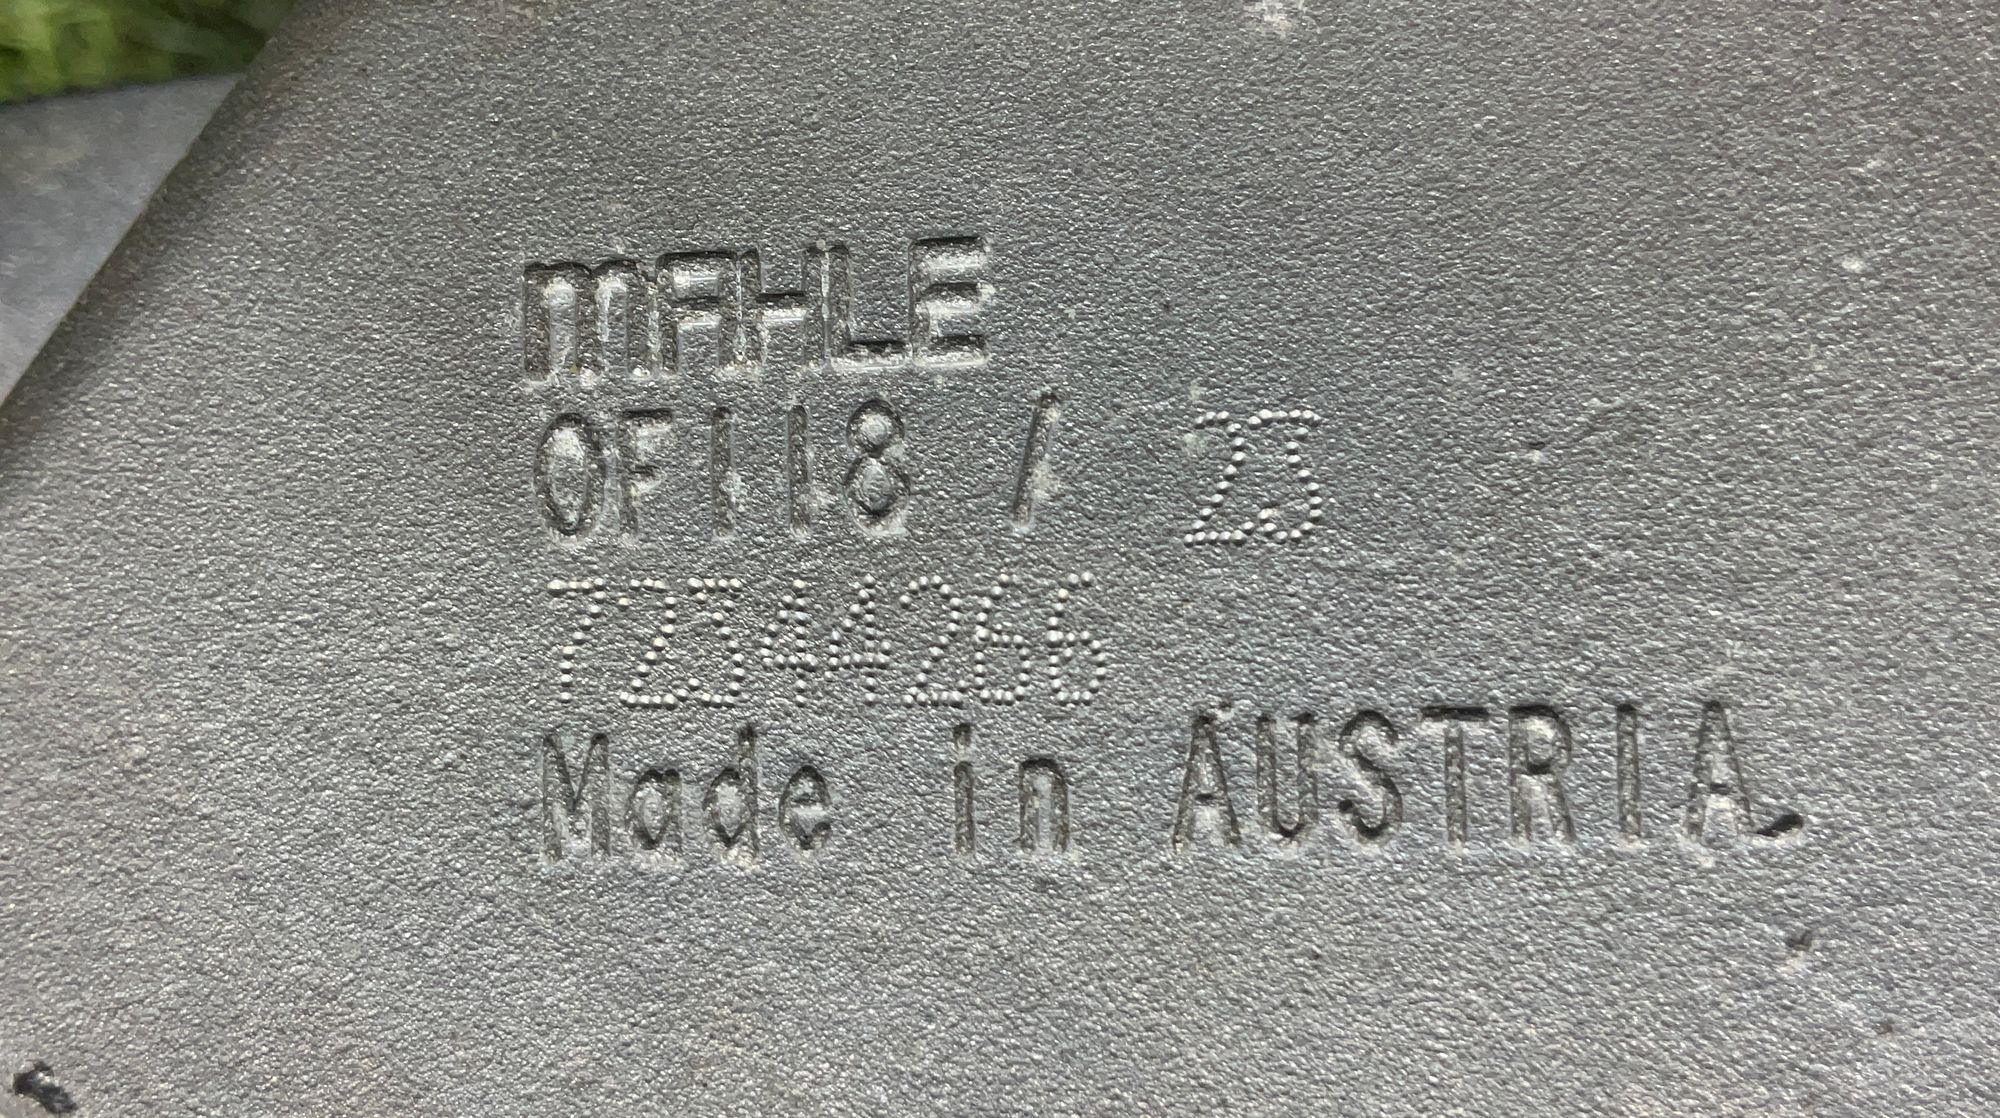 MAHLE
OF118 / 23
72344266
Made in AUSTRIA